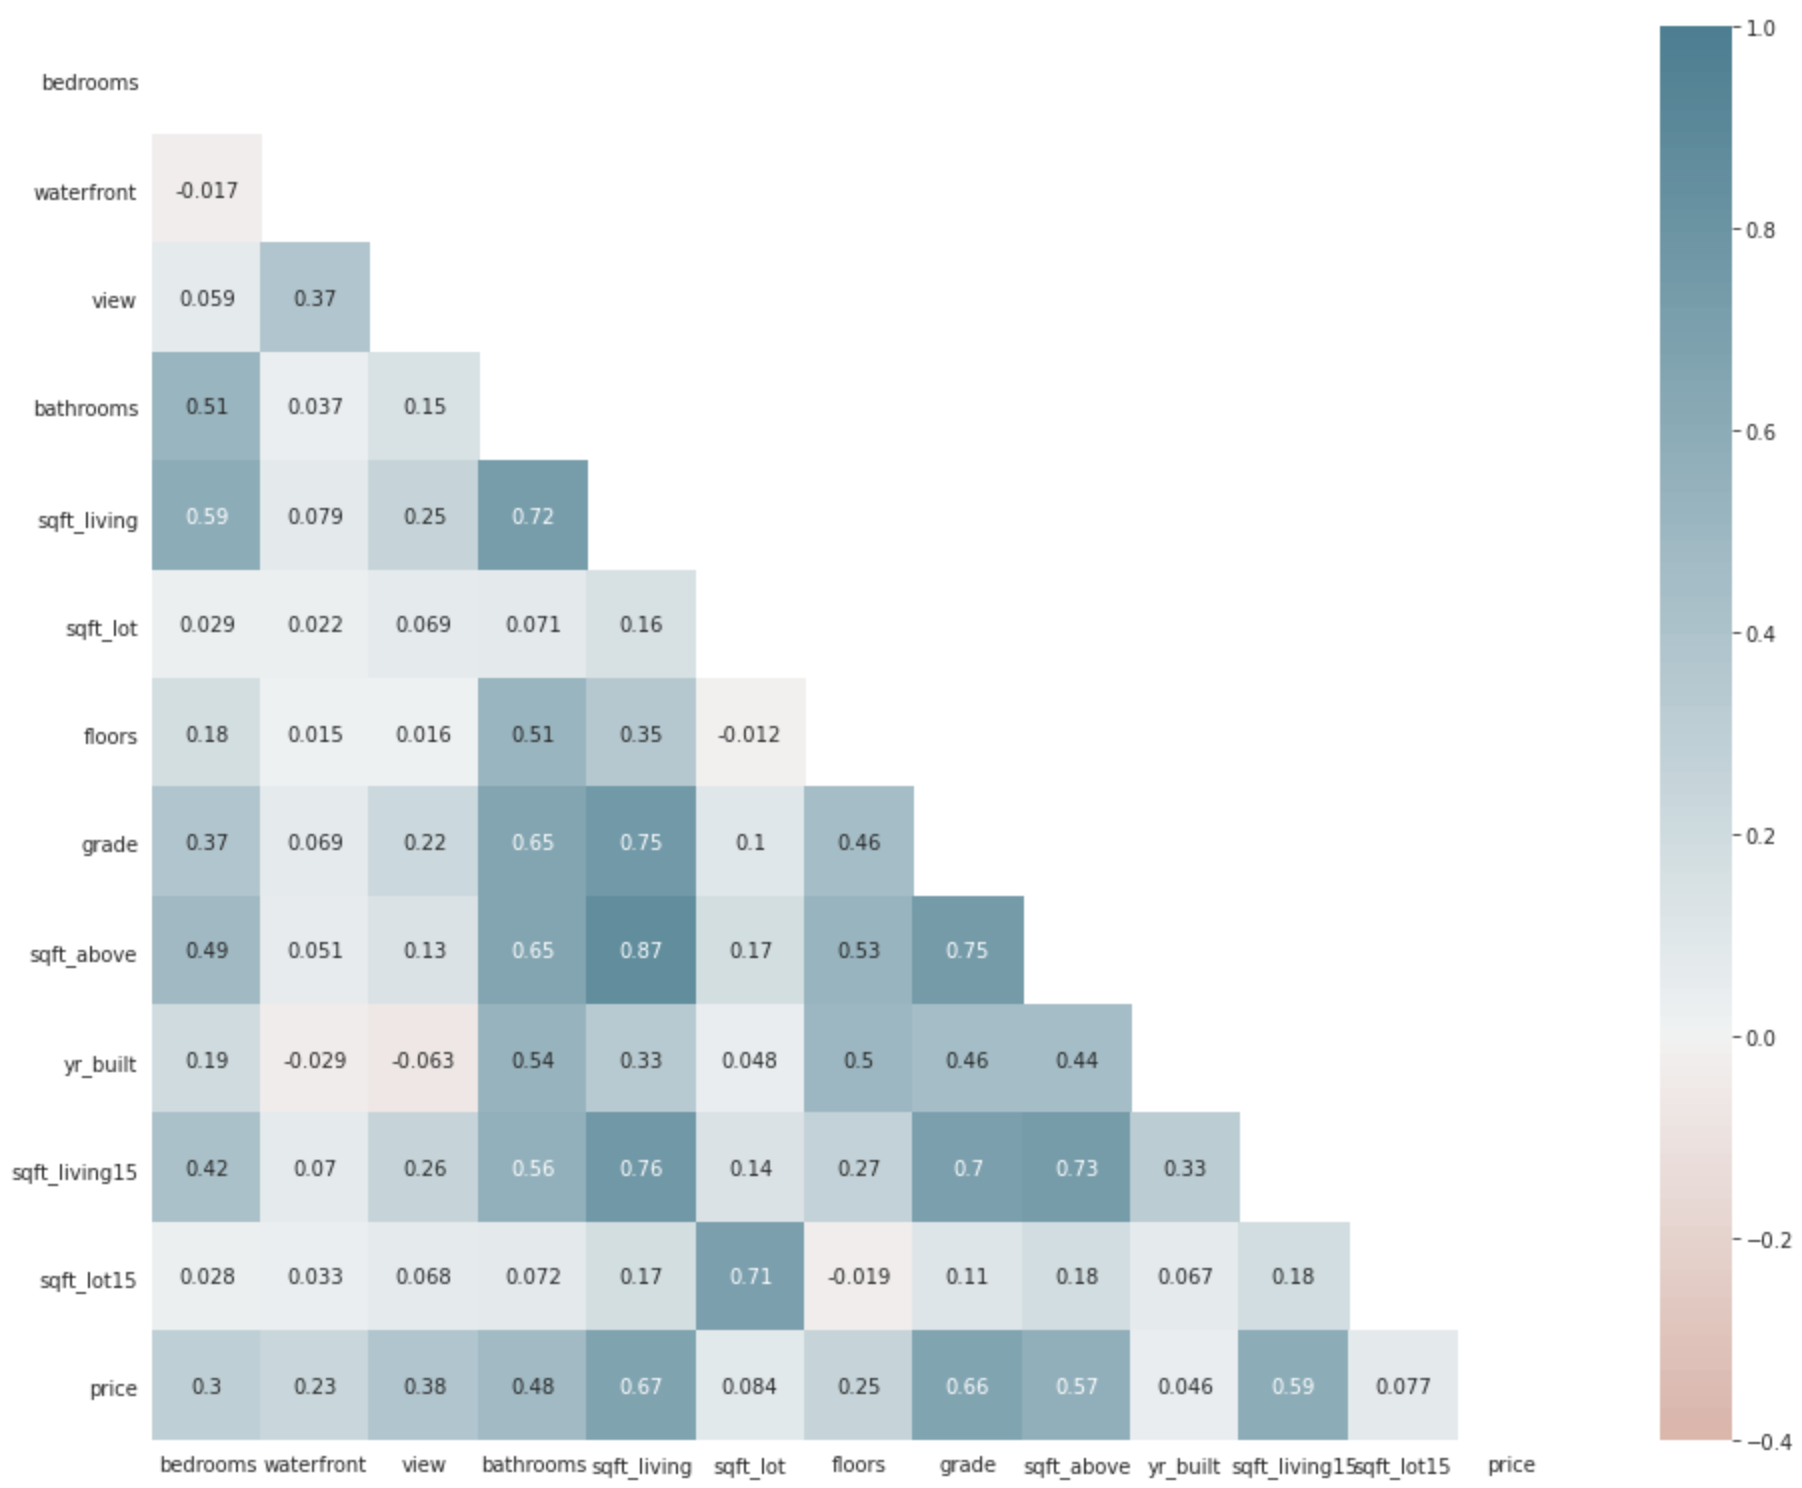 bedrooms
waterfront -0.017
view 0.059 0.37
bathrooms 0.51 0.037 0.15
sqft_living 0.59 0.079 0.25 0.72
sqft_lot 0.029 0.022 0.069 0.071 0.16
floors 0.18 0.015 0.016 0.51 0.35 -0.012
grade 0.37 0.069 0.22 0.65 0.75 0.1 0.46
sqft_above 0.49 0.051 0.13 0.65 0.87 0.17 0.53 0.75
yr_built 0.19 -0.029 -0.063 0.54 0.33 0.048 0.5 0.46 0.44
sqft_living15 0.42 0.07 0.26 0.56 0.76 0.14 0.27 0.7 0.73 0.33
sqft_lot15 0.028 0.033 0.068 0.072 0.17 0.71 -0.019 0.11 0.18 0.067 0.18
price 0.3 0.23 0.38 0.48 0.67 0.084 0.25 0.66 0.57 0.046 0.59 0.077
bedrooms waterfront view bathrooms sqft_living sqft_lot floors grade sqft_above yr_built sqft_living15 sqft_lot15 price
1.0
0.8
0.6
0.4
0.2
0.0
−0.2
−0.4